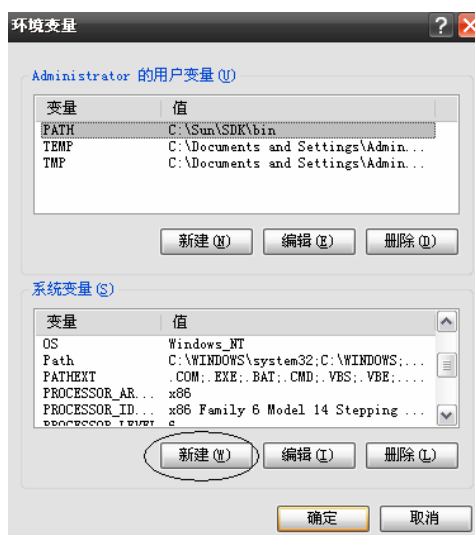 环境变量
Administrator 的用户变量(U)
变量 值
PATH C:\Sun\SDK\bin
TEMP C:\Documents and Settings\Admin...
TMP C:\Documents and Settings\Admin...
新建(N) 编辑(E) 删除(D)
系统变量(S)
变量 值
OS Windows_NT
Path C:\WINDOWS\system32;C:\WINDOWS;...
PATHEXT .COM;.EXE;.BAT;.CMD;.VBS;.VBE;....
PROCESSOR_AR... x86
PROCESSOR_ID... x86 Family 6 Model 14 Stepping ...
PROCESSOR_LEVEL 6
新建(W) 编辑(I) 删除(L)
确定 取消